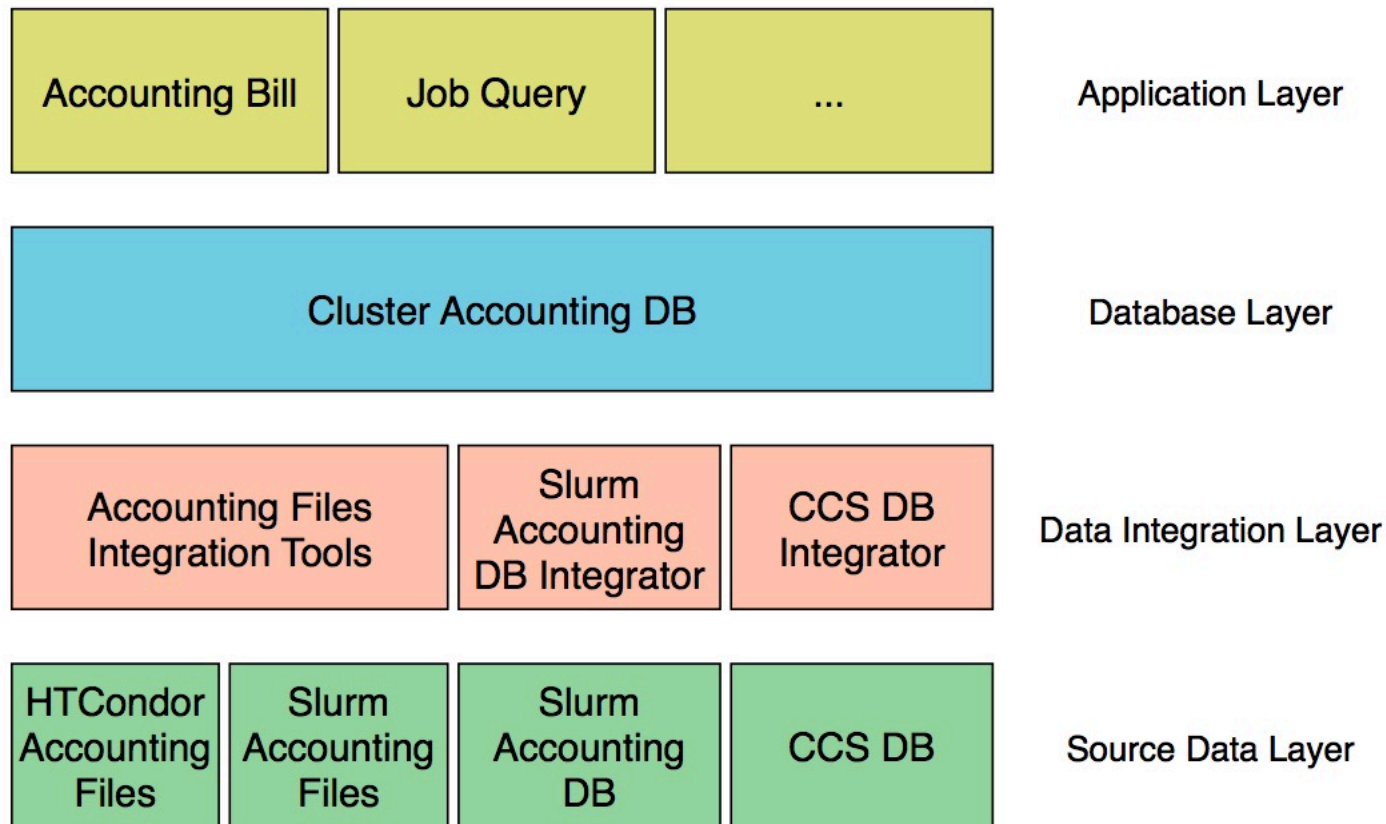 Accounting Bill
Job Query
...
Application Layer
Cluster Accounting DB
Database Layer
Accounting Files
Integration Tools
Slurm
Accounting
DB Integrator
CCS DB
Integrator
Data Integration Layer
HTCondor
Accounting
Files
Slurm
Accounting
Files
Slurm
Accounting
DB
CCS DB
Source Data Layer